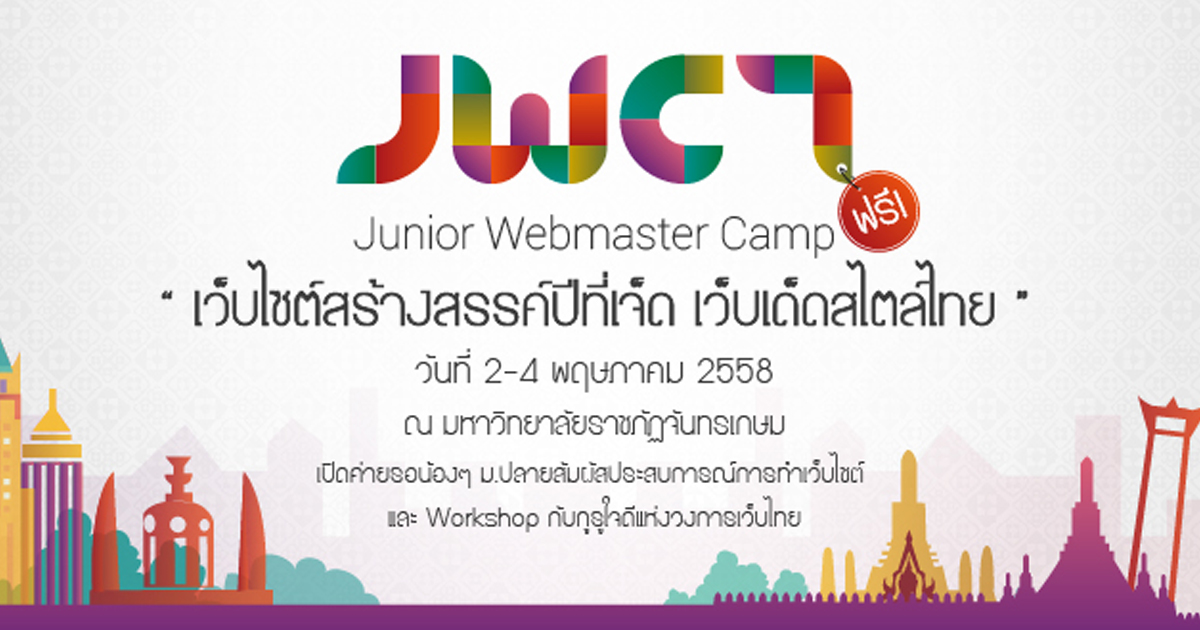 JWC7
ฟรี!
Junior Webmaster Camp
“ เว็บไซต์สร้างสรรค์ปีที่เจ็ด เว็บเด็ดสไตล์ไทย ”
วันที่ 2-4 พฤษภาคม 2558
ณ มหาวิทยาลัยราชภัฏจันทรเกษม
เปิดค่ายรอน้องๆ ม.ปลายสัมผัสประสบการณ์การทำเว็บไซต์
และ Workshop กับกูรูใจดีแห่งวงการเว็บไทย